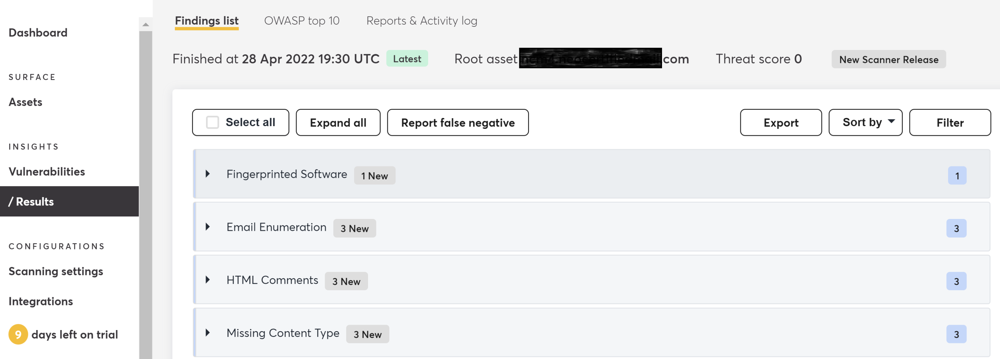 Dashboard
SURFACE
Assets
INSIGHTS
Vulnerabilities
/ Results
CONFIGURATIONS
Scanning settings
Integrations
9 days left on trial
Findings list OWASP top 10 Reports & Activity log
Finished at 28 Apr 2022 19:30 UTC Latest Root asset .com Threat score 0 New Scanner Release
Select all Expand all Report false negative Export Sort by Filter
Fingerprinted Software 1 New 1
Email Enumeration 3 New 3
HTML Comments 3 New 3
Missing Content Type 3 New 3